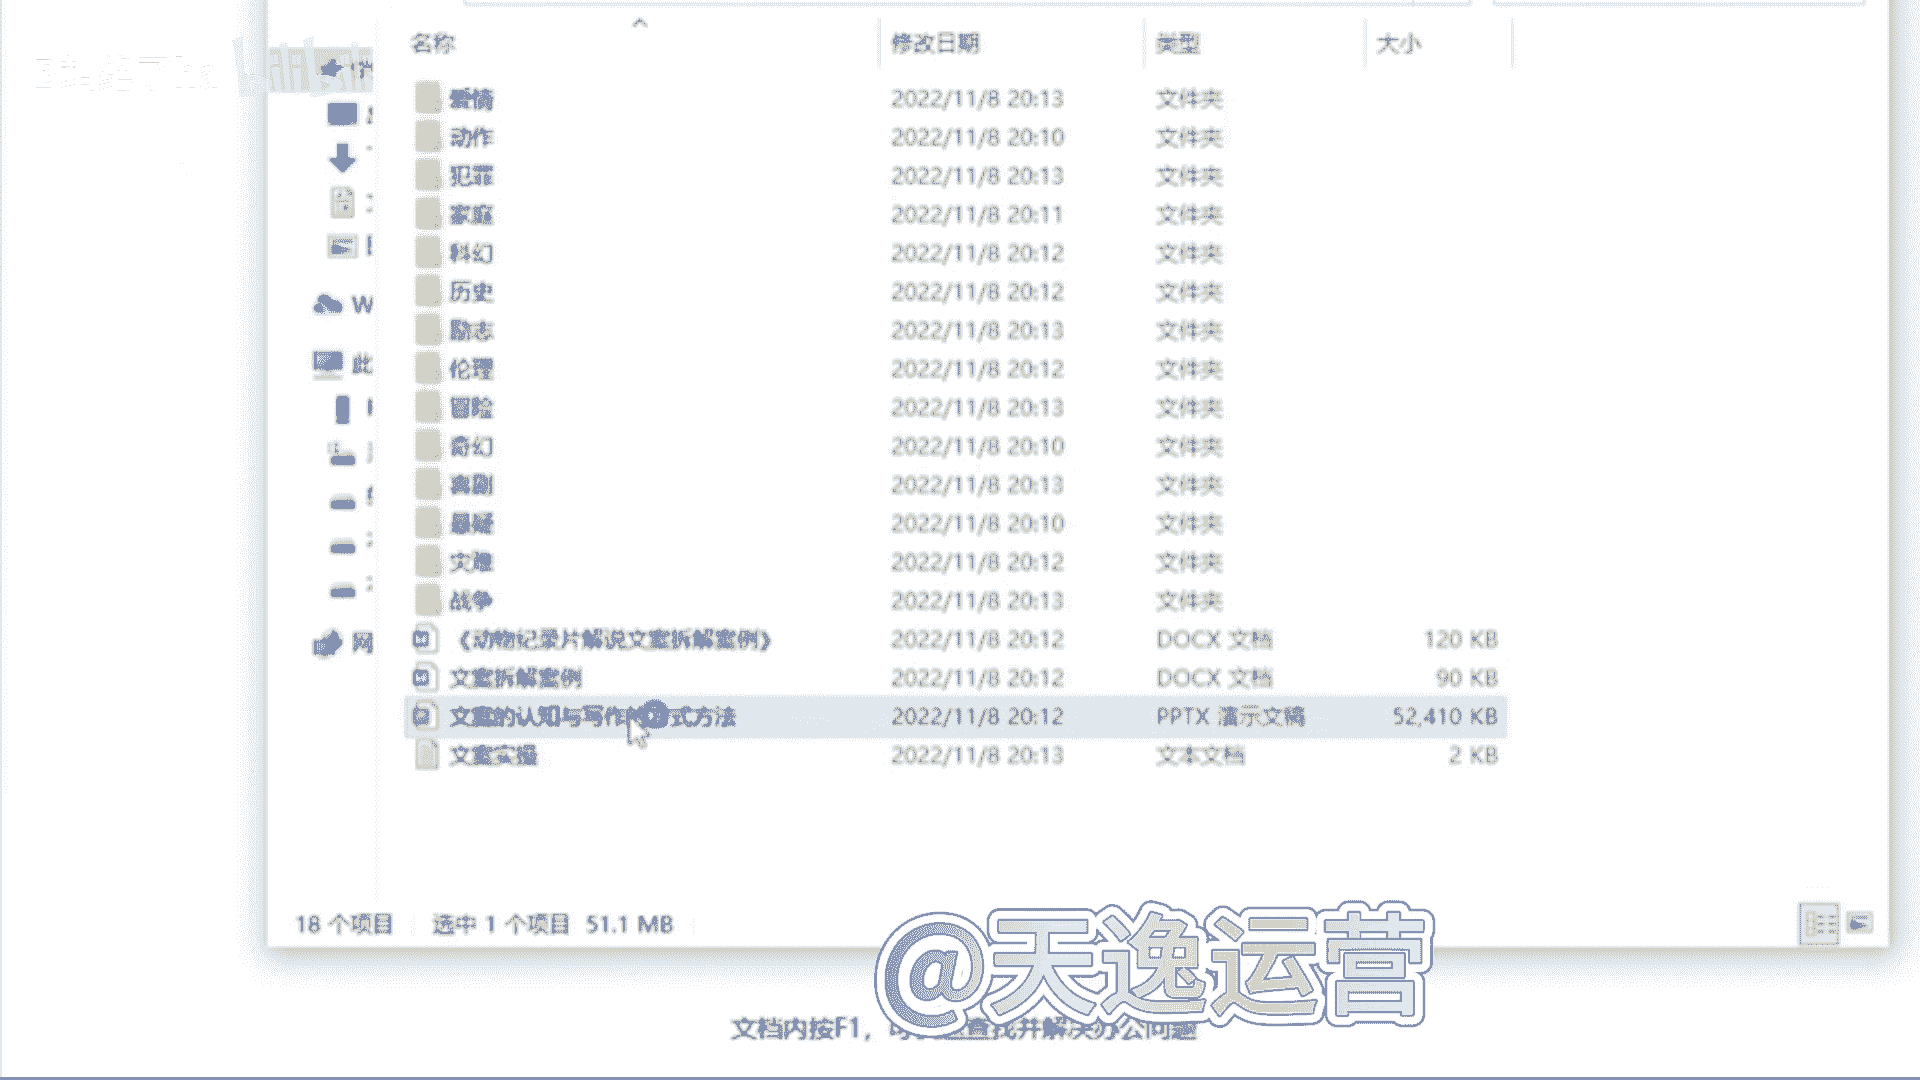 名称 修改日期 类型 大小
爱情 2022/11/8 20:13 文件夹
动作 2022/11/8 20:10 文件夹
犯罪 2022/11/8 20:13 文件夹
家庭 2022/11/8 20:11 文件夹
科幻 2022/11/8 20:12 文件夹
历史 2022/11/8 20:12 文件夹
励志 2022/11/8 20:13 文件夹
伦理 2022/11/8 20:12 文件夹
冒险 2022/11/8 20:13 文件夹
奇幻 2022/11/8 20:10 文件夹
喜剧 2022/11/8 20:13 文件夹
悬疑 2022/11/8 20:10 文件夹
灾难 2022/11/8 20:12 文件夹
战争 2022/11/8 20:13 文件夹
《动物记录片解说文案拆解案例》 2022/11/8 20:12 DOCX 文档 120 KB
文案拆解案例 2022/11/8 20:12 DOCX 文档 90 KB
文案的认知与写作的方式方法 2022/11/8 20:12 PPTX 演示文稿 52,410 KB
文案实操 2022/11/8 20:13 文本文档 2 KB
W
此
网
18 个项目 选中 1 个项目 51.1 MB
@天逸运营
文档内按F1，查找并解决办公问题